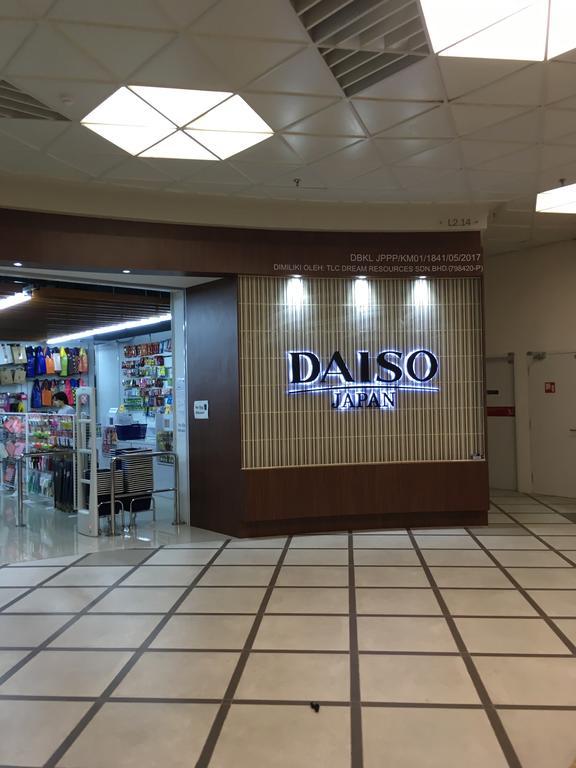 - L2.14 -
DBKL JPPP/KM01/1841/05/2017
DIMILIKI OLEH: TLC DREAM RESOURCES SDN.BHD.(798420-P)
DAISO
JAPAN